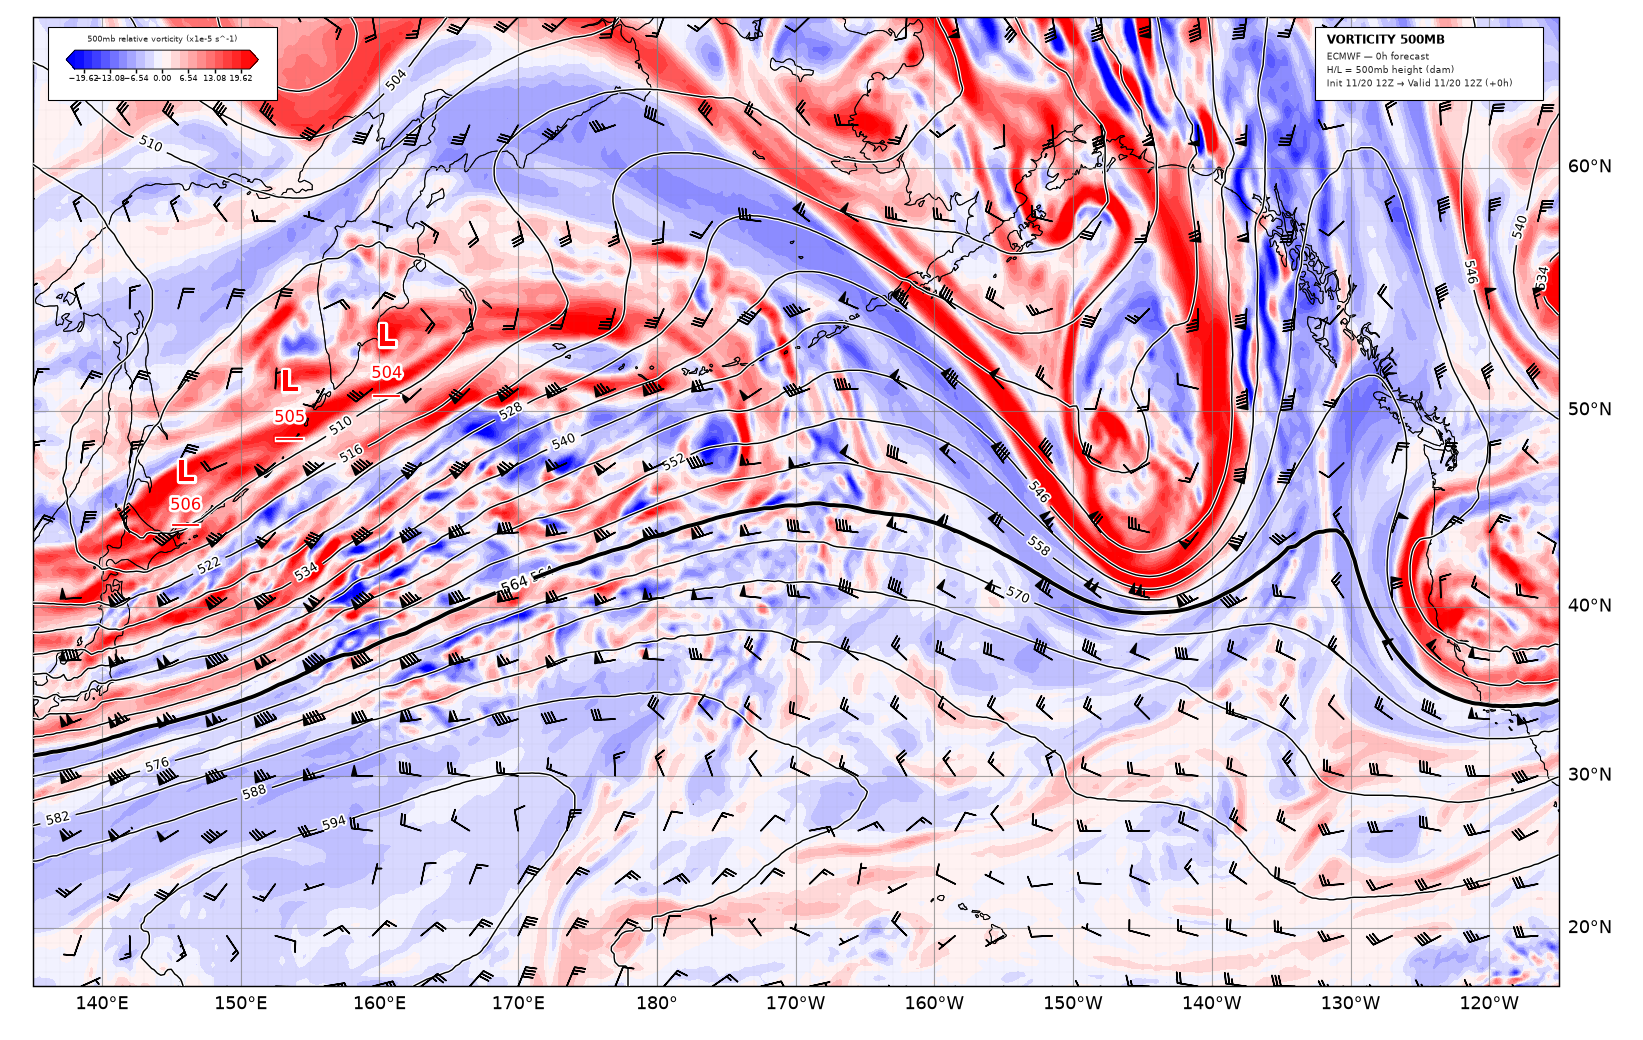 500mb relative vorticity (x1e-5 s^-1)
−19.62 −13.08 −6.54 0.00 6.54 13.08 19.62
VORTICITY 500MB
ECMWF — 0h forecast
H/L = 500mb height (dam)
Init 11/20 12Z → Valid 11/20 12Z (+0h)
504
510
60°N
540
546
534
L
504
L
505
50°N
510
528
516
540
552
L
506
546
522
534
558
564
570
40°N
576
30°N
588
582
594
20°N
140°E 150°E 160°E 170°E 180° 170°W 160°W 150°W 140°W 130°W 120°W